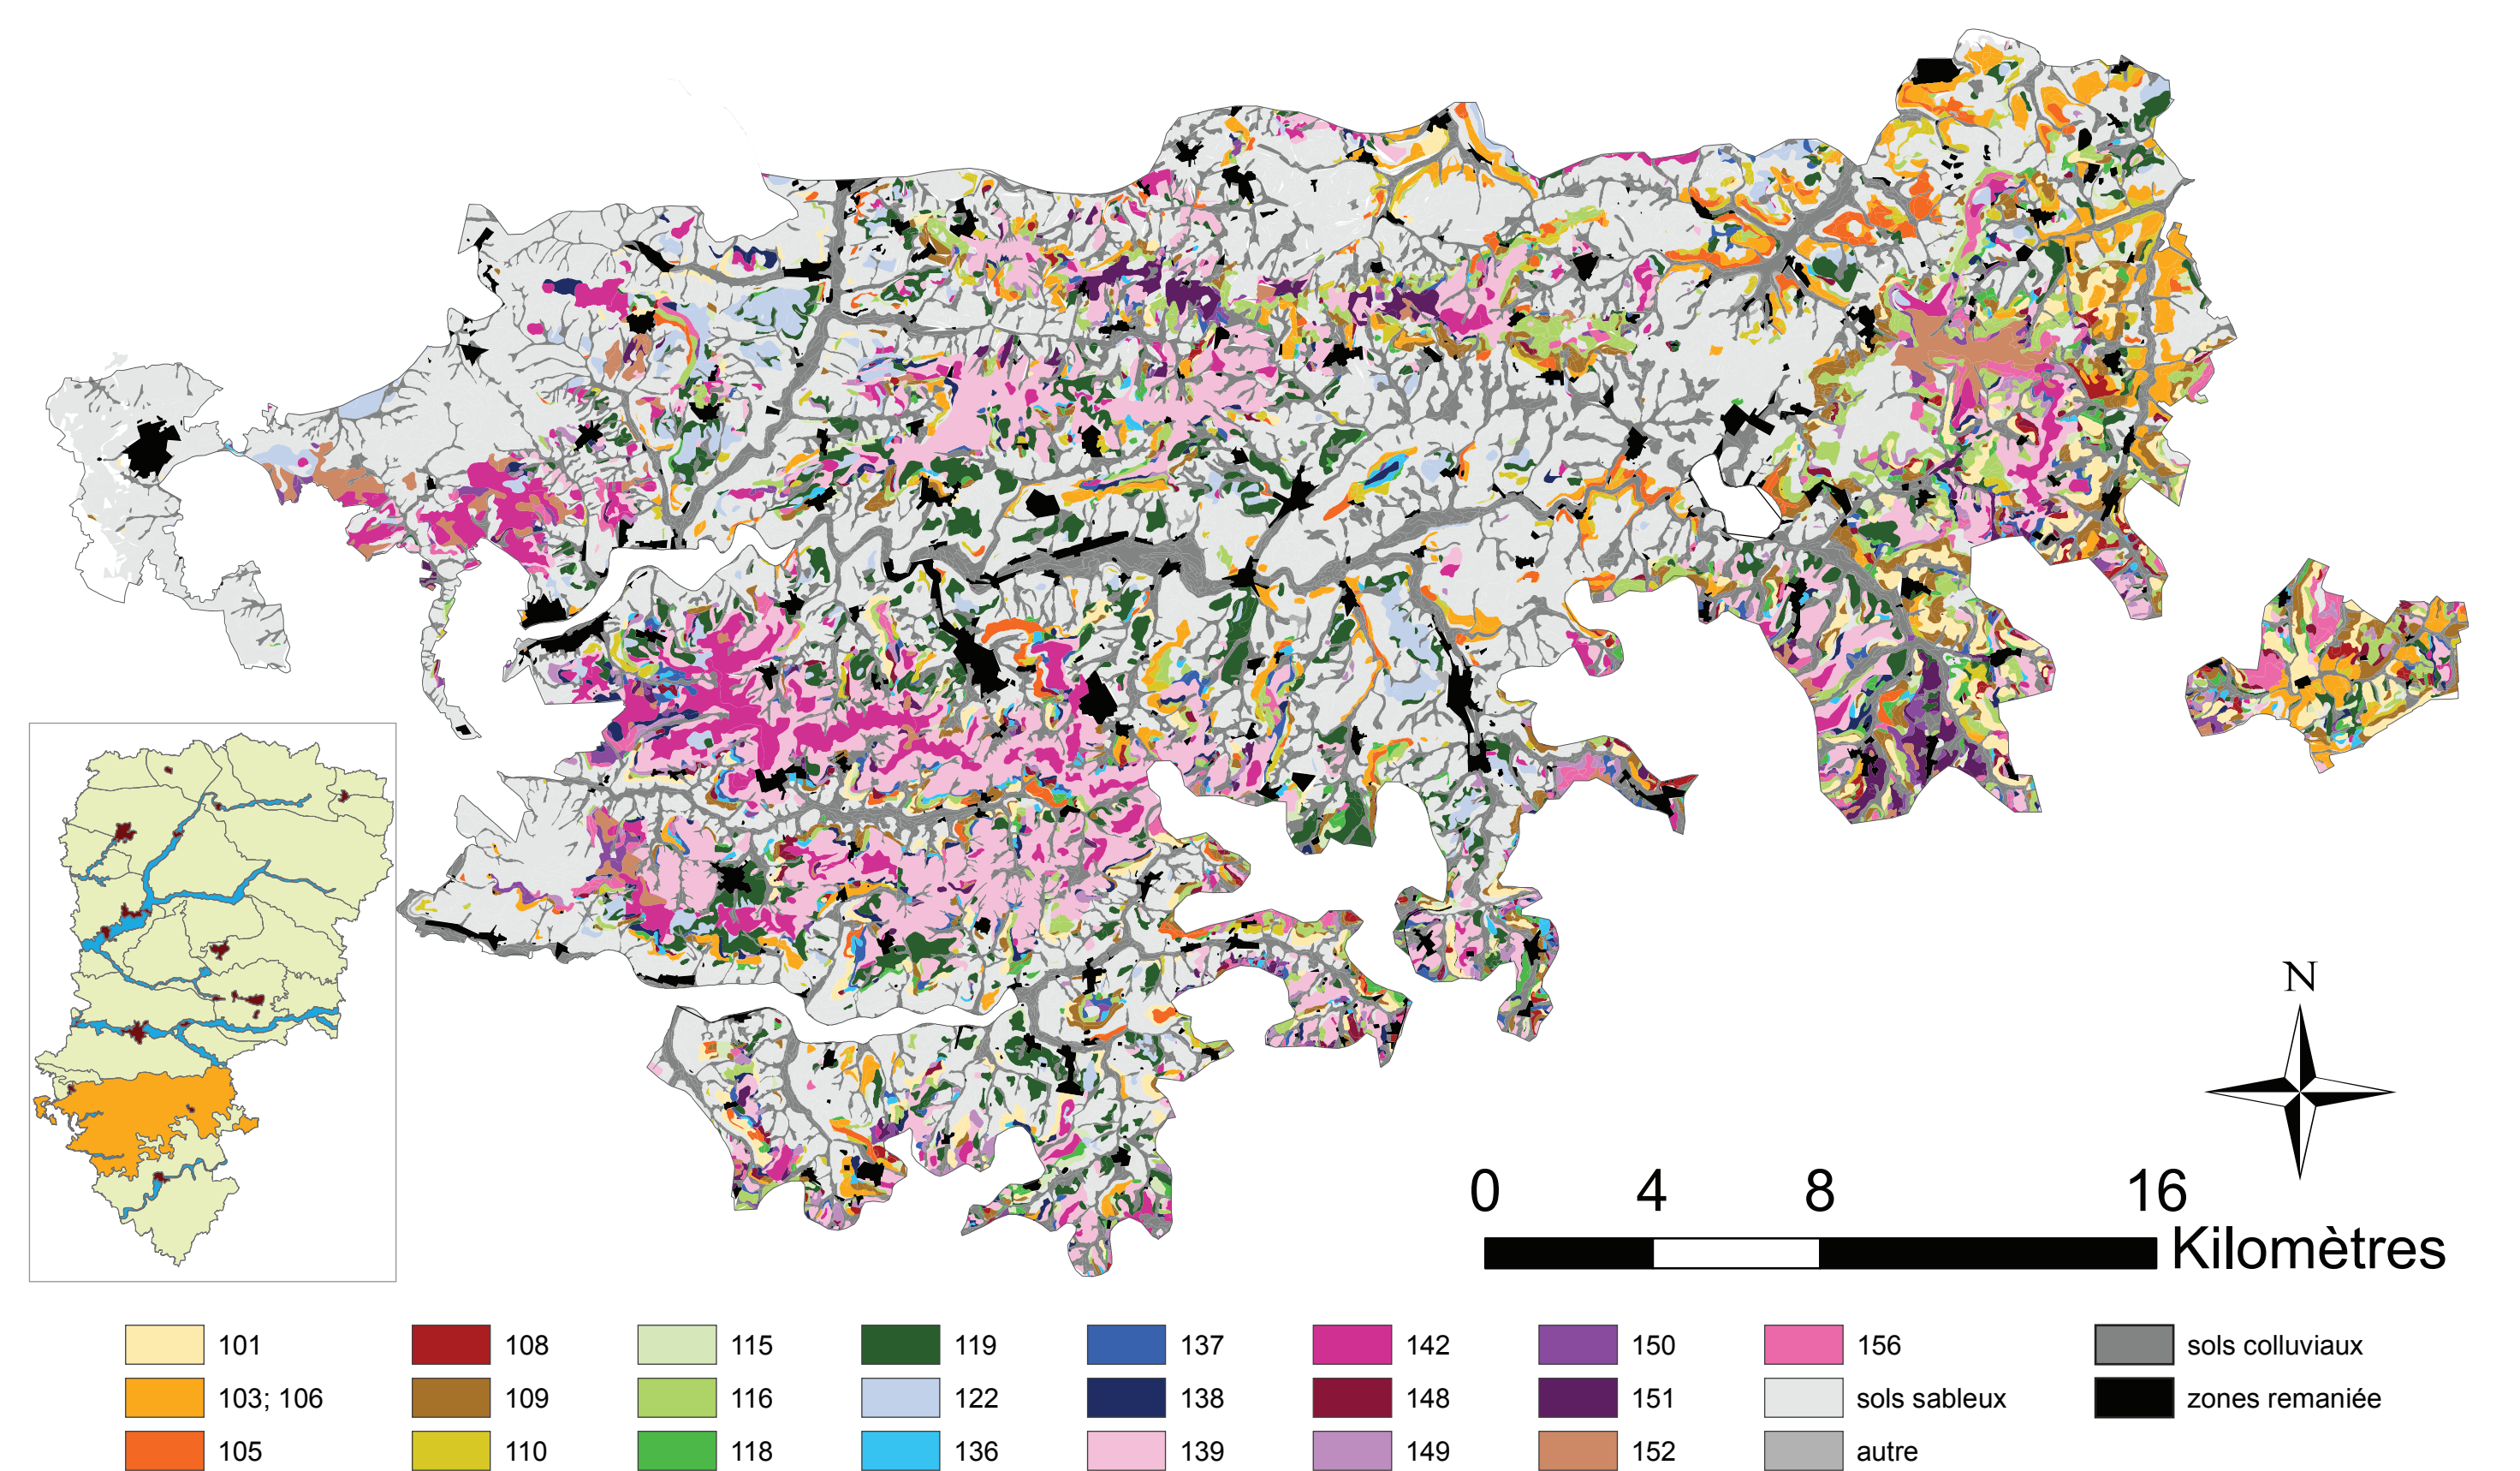 N
0 4 8 16
Kilomètres
101 108 115 119 137 142 150 156 sols colluviaux
103; 106 109 116 122 138 148 151 sols sableux zones remaniée
105 110 118 136 139 149 152 autre